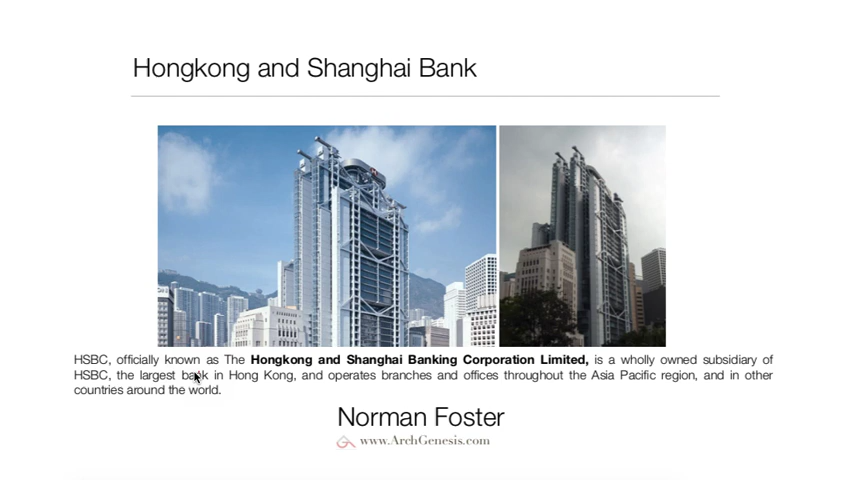 Hongkong and Shanghai Bank
HSBC, officially known as The Hongkong and Shanghai Banking Corporation Limited, is a wholly owned subsidiary of
HSBC, the largest bank in Hong Kong, and operates branches and offices throughout the Asia Pacific region, and in other
countries around the world.
Norman Foster
www.ArchGenesis.com